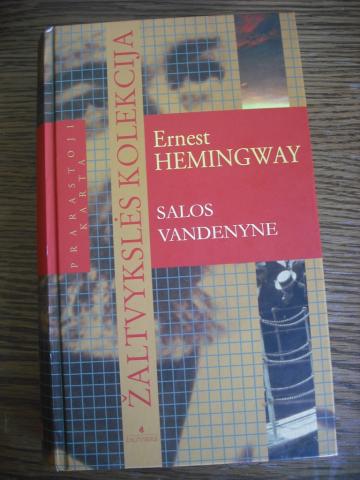 PRARASTOJI
KARTA
ŽALTVYKSLĖS KOLEKCIJA
Ernest
HEMINGWAY
SALOS
VANDENYNE